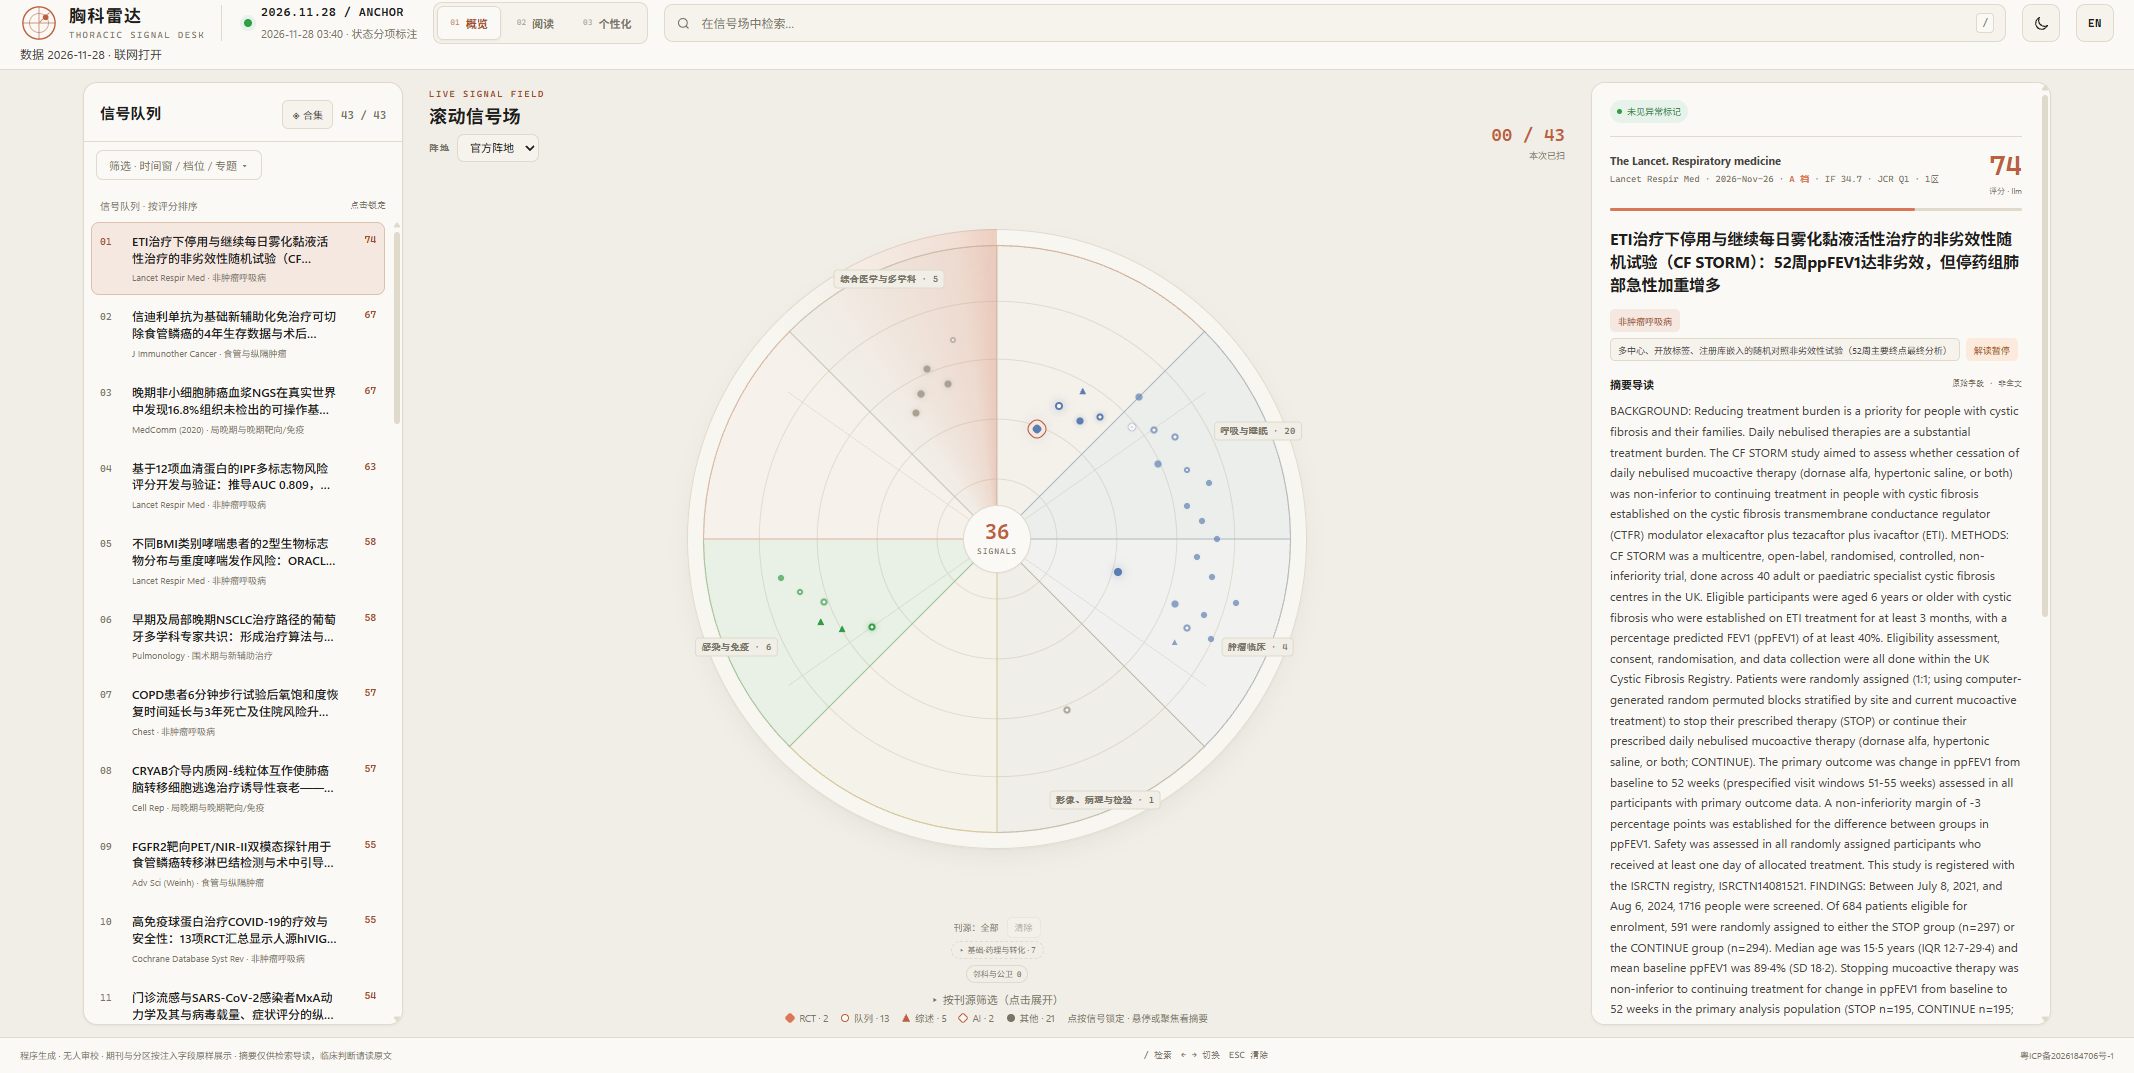 胸科雷达
THORACIC SIGNAL DESK
2026.11.28 / ANCHOR
2026-11-28 03:40 · 状态分项标注
01 概览
02 阅读
03 个性化
在信号场中检索...
/
EN
数据 2026-11-28 · 联网打开
信号队列
◈ 合集
43 / 43
筛选 · 时间窗 / 档位 / 专题
信号队列 · 按评分排序
点击锁定
01
ETI治疗下停用与继续每日雾化黏液活
性治疗的非劣效性随机试验（CF...
74
Lancet Respir Med · 非肿瘤呼吸病
02
信迪利单抗为基础新辅助化免治疗可切
除食管鳞癌的4年生存数据与术后...
67
J Immunother Cancer · 食管与纵隔肿瘤
03
晚期非小细胞肺癌血浆NGS在真实世界
中发现16.8%组织未检出的可操作基...
67
MedComm (2020) · 局晚期与晚期靶向/免疫
04
基于12项血清蛋白的IPF多标志物风险
评分开发与验证：推导AUC 0.809，...
63
Lancet Respir Med · 非肿瘤呼吸病
05
不同BMI类别哮喘患者的2型生物标志
物分布与重度哮喘发作风险：ORACL...
58
Lancet Respir Med · 非肿瘤呼吸病
06
早期及局部晚期NSCLC治疗路径的葡萄
牙多学科专家共识：形成治疗算法与...
58
Pulmonology · 围术期与新辅助治疗
07
COPD患者6分钟步行试验后氧饱和度恢
复时间延长与3年死亡及住院风险升...
57
Chest · 非肿瘤呼吸病
08
CRYAB介导内质网-线粒体互作使肺癌
脑转移细胞逃逸治疗诱导性衰老——...
57
Cell Rep · 局晚期与晚期靶向/免疫
09
FGFR2靶向PET/NIR-II双模态探针用于
食管鳞癌转移淋巴结检测与术中引导...
55
Adv Sci (Weinh) · 食管与纵隔肿瘤
10
高免疫球蛋白治疗COVID-19的疗效与
安全性：13项RCT汇总显示人源hIVIG...
55
Cochrane Database Syst Rev · 非肿瘤呼吸病
11
门诊流感与SARS-CoV-2感染者MxA动
力学及其与病毒载量、症状评分的纵...
54
LIVE SIGNAL FIELD
滚动信号场
阵地
官方阵地
00 / 43
本次已扫
综合医学与多学科 · 5
呼吸与睡眠 · 20
肿瘤临床 · 4
影像、病理与检验 · 1
感染与免疫 · 6
36
SIGNALS
刊源：全部
清除
基础·药理与转化 · 7
邻科与公卫 0
按刊源筛选（点击展开）
RCT · 2
队列 · 13
综述 · 5
AI · 2
其他 · 21
点按信号锁定 · 悬停或聚焦看摘要
未见异常标记
The Lancet. Respiratory medicine
Lancet Respir Med · 2026-Nov-26 · A 档 · IF 34.7 · JCR Q1 · 1区
74
评分 · llm
ETI治疗下停用与继续每日雾化黏液活性治疗的非劣效性随
机试验（CF STORM）：52周ppFEV1达非劣效，但停药组肺
部急性加重增多
非肿瘤呼吸病
多中心、开放标签、注册库嵌入的随机对照非劣效性试验（52周主要终点最终分析）
解读暂停
摘要导读
原始字段 · 非全文
BACKGROUND: Reducing treatment burden is a priority for people with cystic
fibrosis and their families. Daily nebulised therapies are a substantial
treatment burden. The CF STORM study aimed to assess whether cessation of
daily nebulised mucoactive therapy (dornase alfa, hypertonic saline, or both)
was non-inferior to continuing treatment in people with cystic fibrosis
established on the cystic fibrosis transmembrane conductance regulator
(CTFR) modulator elexacaftor plus tezacaftor plus ivacaftor (ETI). METHODS:
CF STORM was a multicentre, open-label, randomised, controlled, non-
inferiority trial, done across 40 adult or paediatric specialist cystic fibrosis
centres in the UK. Eligible participants were aged 6 years or older with cystic
fibrosis who were established on ETI treatment for at least 3 months, with a
percentage predicted FEV1 (ppFEV1) of at least 40%. Eligibility assessment,
consent, randomisation, and data collection were all done within the UK
Cystic Fibrosis Registry. Patients were randomly assigned (1:1; using computer-
generated random permuted blocks stratified by site and current mucoactive
treatment) to stop their prescribed therapy (STOP) or continue their
prescribed daily nebulised mucoactive therapy (dornase alfa, hypertonic
saline, or both; CONTINUE). The primary outcome was change in ppFEV1 from
baseline to 52 weeks (prespecified visit windows 51-55 weeks) assessed in all
participants with primary outcome data. A non-inferiority margin of -3
percentage points was established for the difference between groups in
ppFEV1. Safety was assessed in all randomly assigned participants who
received at least one day of allocated treatment. This study is registered with
the ISRCTN registry, ISRCTN14081521. FINDINGS: Between July 8, 2021, and
Aug 6, 2024, 1716 people were screened. Of 684 patients eligible for
enrolment, 591 were randomly assigned to either the STOP group (n=297) or
the CONTINUE group (n=294). Median age was 15·5 years (IQR 12·7-29·4) and
mean baseline ppFEV1 was 89·4% (SD 18·2). Stopping mucoactive therapy was
non-inferior to continuing treatment for change in ppFEV1 from baseline to
52 weeks in the primary analysis population (STOP n=195, CONTINUE n=195;
程序生成 · 无人审校 · 期刊与分区按注入字段原样展示 · 摘要仅供检索导读，临床判断请读原文
/ 检索 ← → 切换 ESC 清除
粤ICP备2026184706号-1